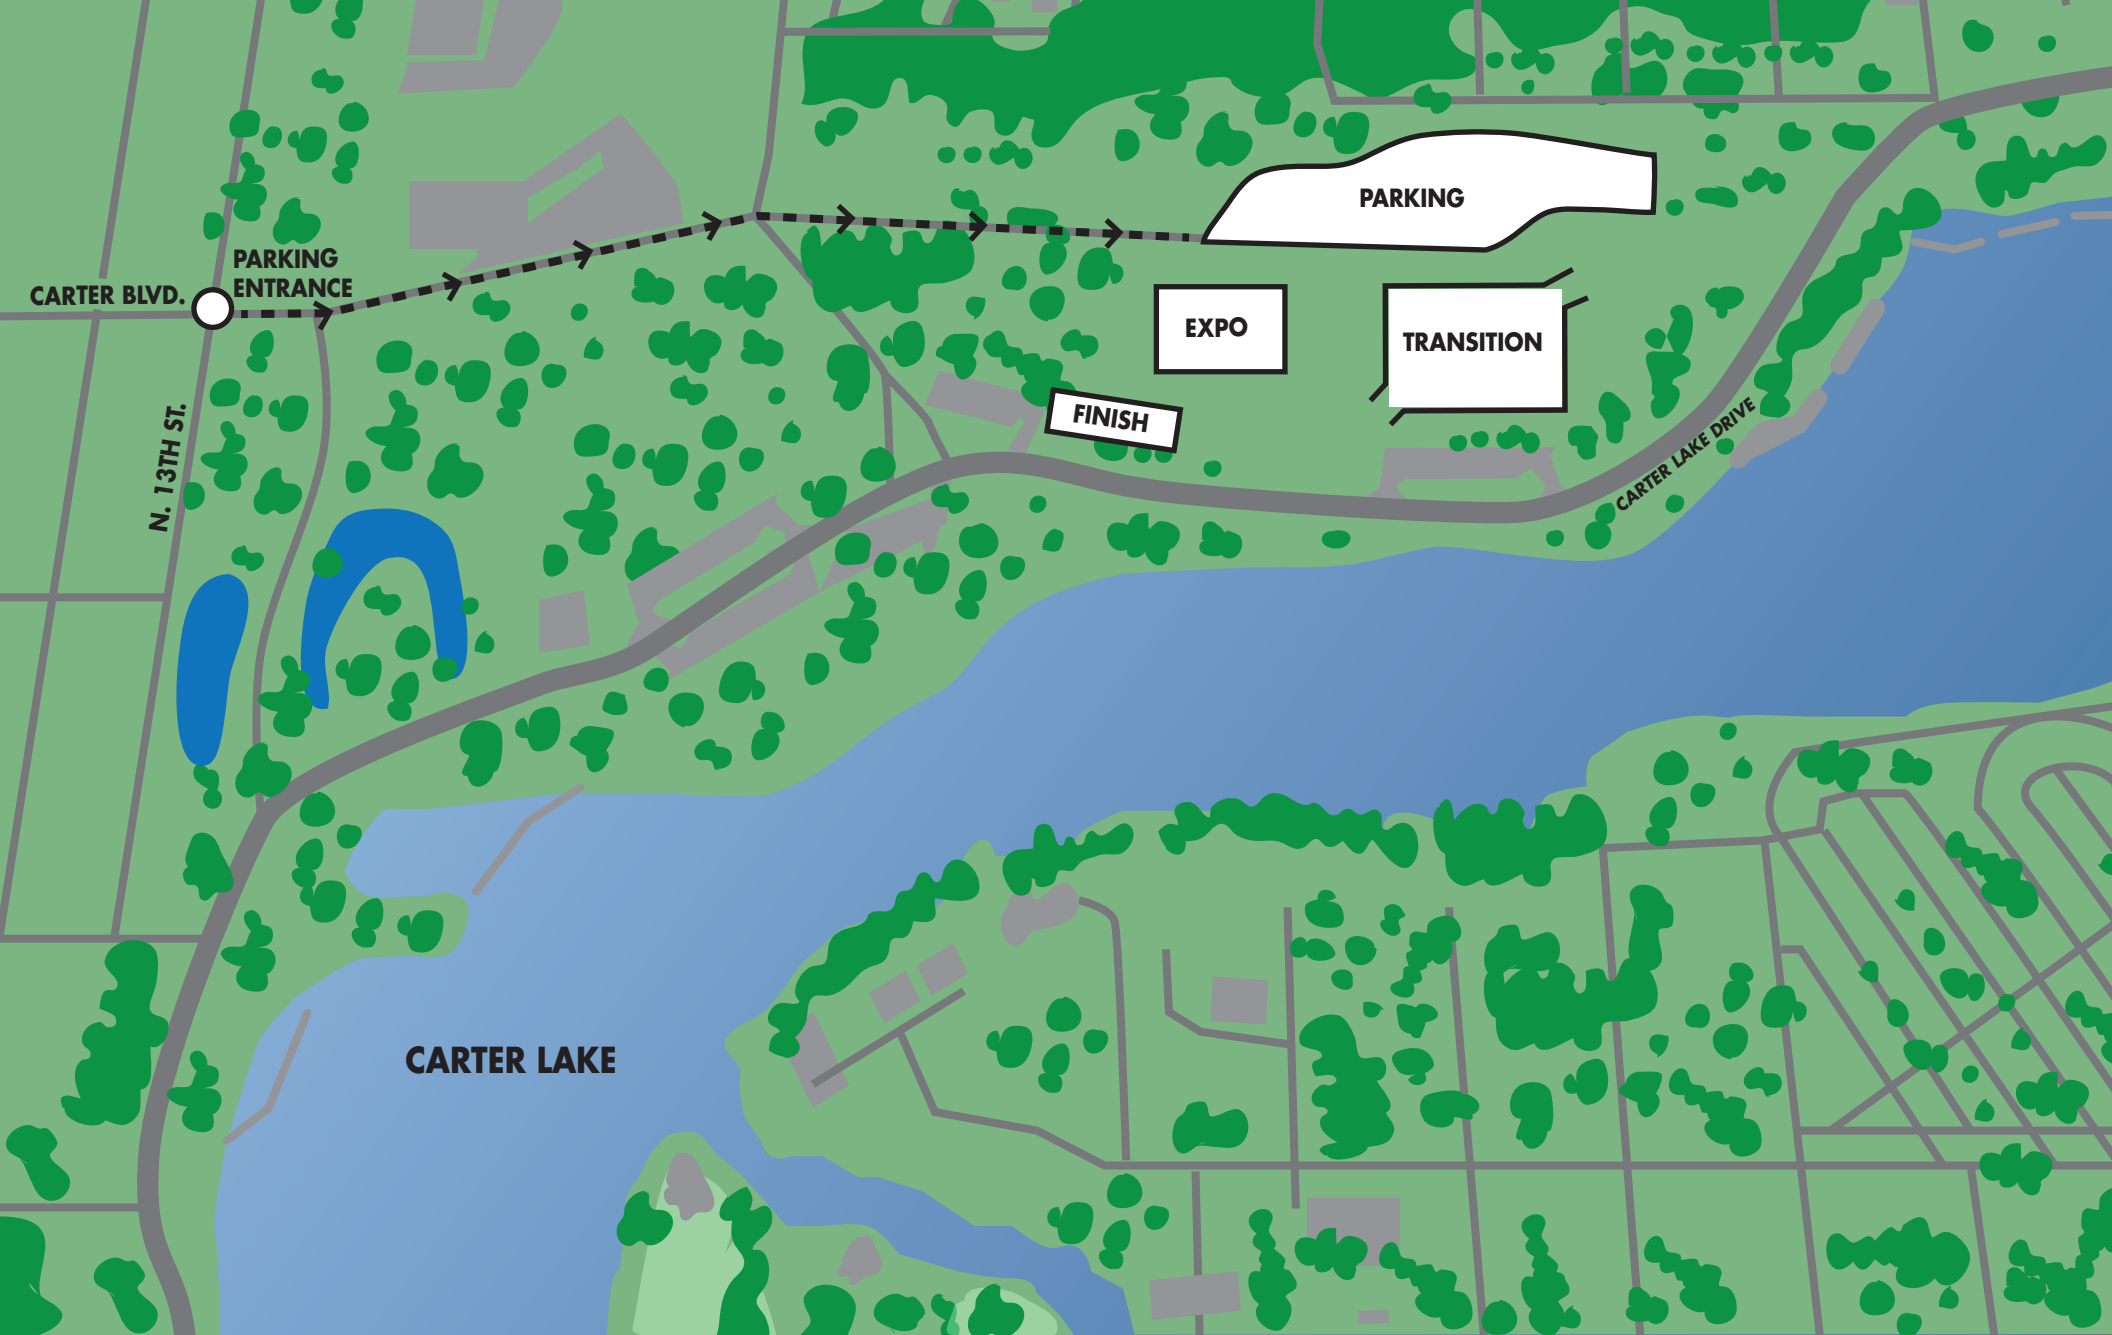 PARKING
PARKING
ENTRANCE
CARTER BLVD.
EXPO
TRANSITION
FINISH
N. 13TH ST.
CARTER LAKE DRIVE
CARTER LAKE